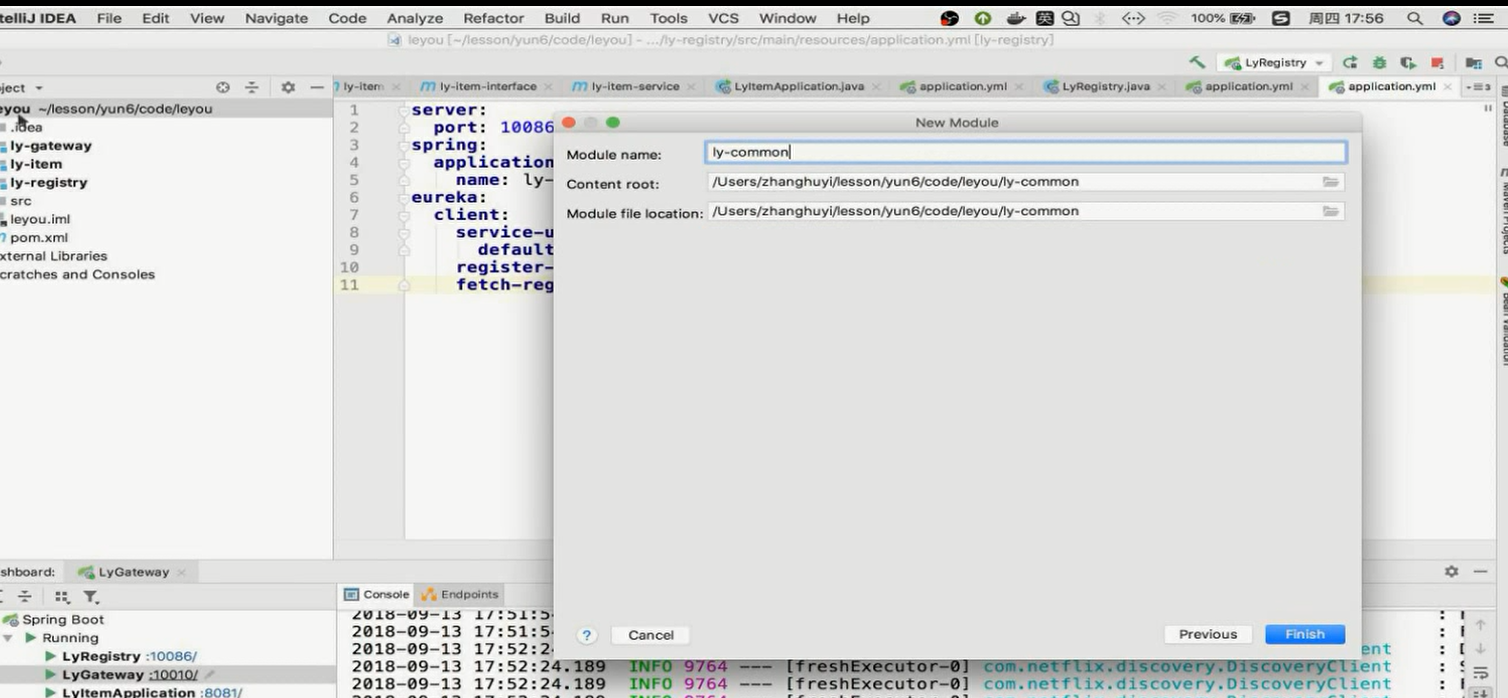 telliJ IDEA File Edit View Navigate Code Analyze Refactor Build Run Tools VCS Window Help 英 100% 周四 17:56
leyou [~/lesson/yun6/code/leyou] - .../ly-registry/src/main/resources/application.yml [ly-registry]
LyRegistry
ject
ly-item ly-item-interface ly-item-service LyItemApplication.java application.yml LyRegistry.java application.yml application.yml
eyou ~/lesson/yun6/code/leyou
.idea
ly-gateway
ly-item
ly-registry
src
leyou.iml
pom.xml
xternal Libraries
cratches and Consoles
1 server:
2 port: 10086
3 spring:
4 application
5 name: ly-
6 eureka:
7 client:
8 service-u
9 default
10 register-
11 fetch-reg
New Module
Module name: ly-common
Content root: /Users/zhanghuyi/lesson/yun6/code/leyou/ly-common
Module file location: /Users/zhanghuyi/lesson/yun6/code/leyou/ly-common
? Cancel Previous Finish
shboard: LyGateway
Console Endpoints
Spring Boot
Running
LyRegistry :10086/
LyGateway :10010/
LyItemApplication :8081/
2018-09-13 17:51:5
2018-09-13 17:51:5
2018-09-13 17:52:24 ent :
2018-09-13 17:52:24.189 INFO 9764 --- [freshExecutor-0] com.netflix.discovery.DiscoveryClient :
2018-09-13 17:52:24.189 INFO 9764 --- [freshExecutor-0] com.netflix.discovery.DiscoveryClient :